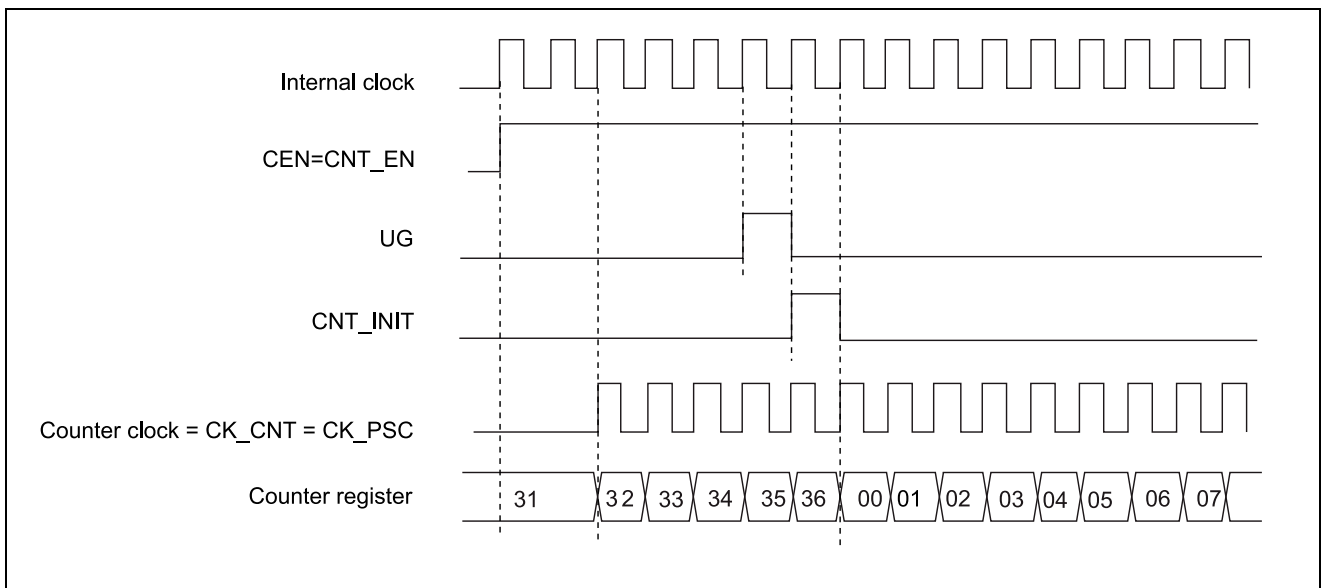 Internal clock
CEN=CNT_EN
UG
CNT_INIT
Counter clock = CK_CNT = CK_PSC
Counter register 31 32 33 34 35 36 00 01 02 03 04 05 06 07